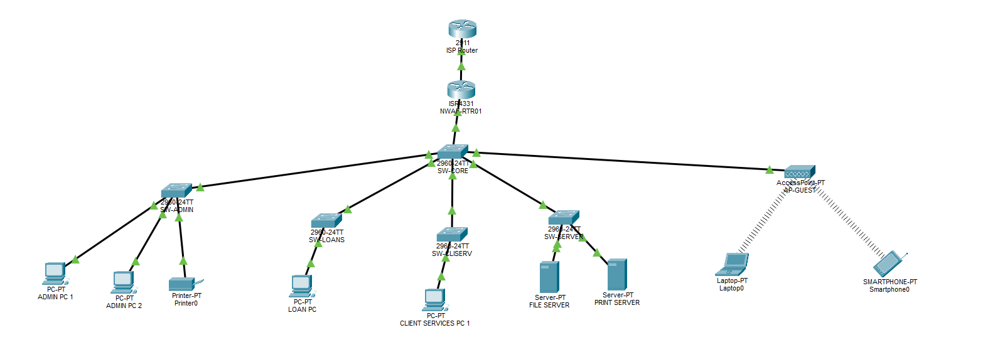 2911
ISP Router
ISR4331
NWAF-RTR01
2960-24TT
SW-CORE
AccessPoint-PT
AP-GUEST
2960-24TT
SW-ADMIN
2960-24TT
SW-LOANS
2960-24TT
SW-CLISERV
2960-24TT
SW-SERVER
PC-PT
ADMIN PC 1
PC-PT
ADMIN PC 2
Printer-PT
Printer0
PC-PT
LOAN PC
PC-PT
CLIENT SERVICES PC 1
Server-PT
FILE SERVER
Server-PT
PRINT SERVER
Laptop-PT
Laptop0
SMARTPHONE-PT
Smartphone0